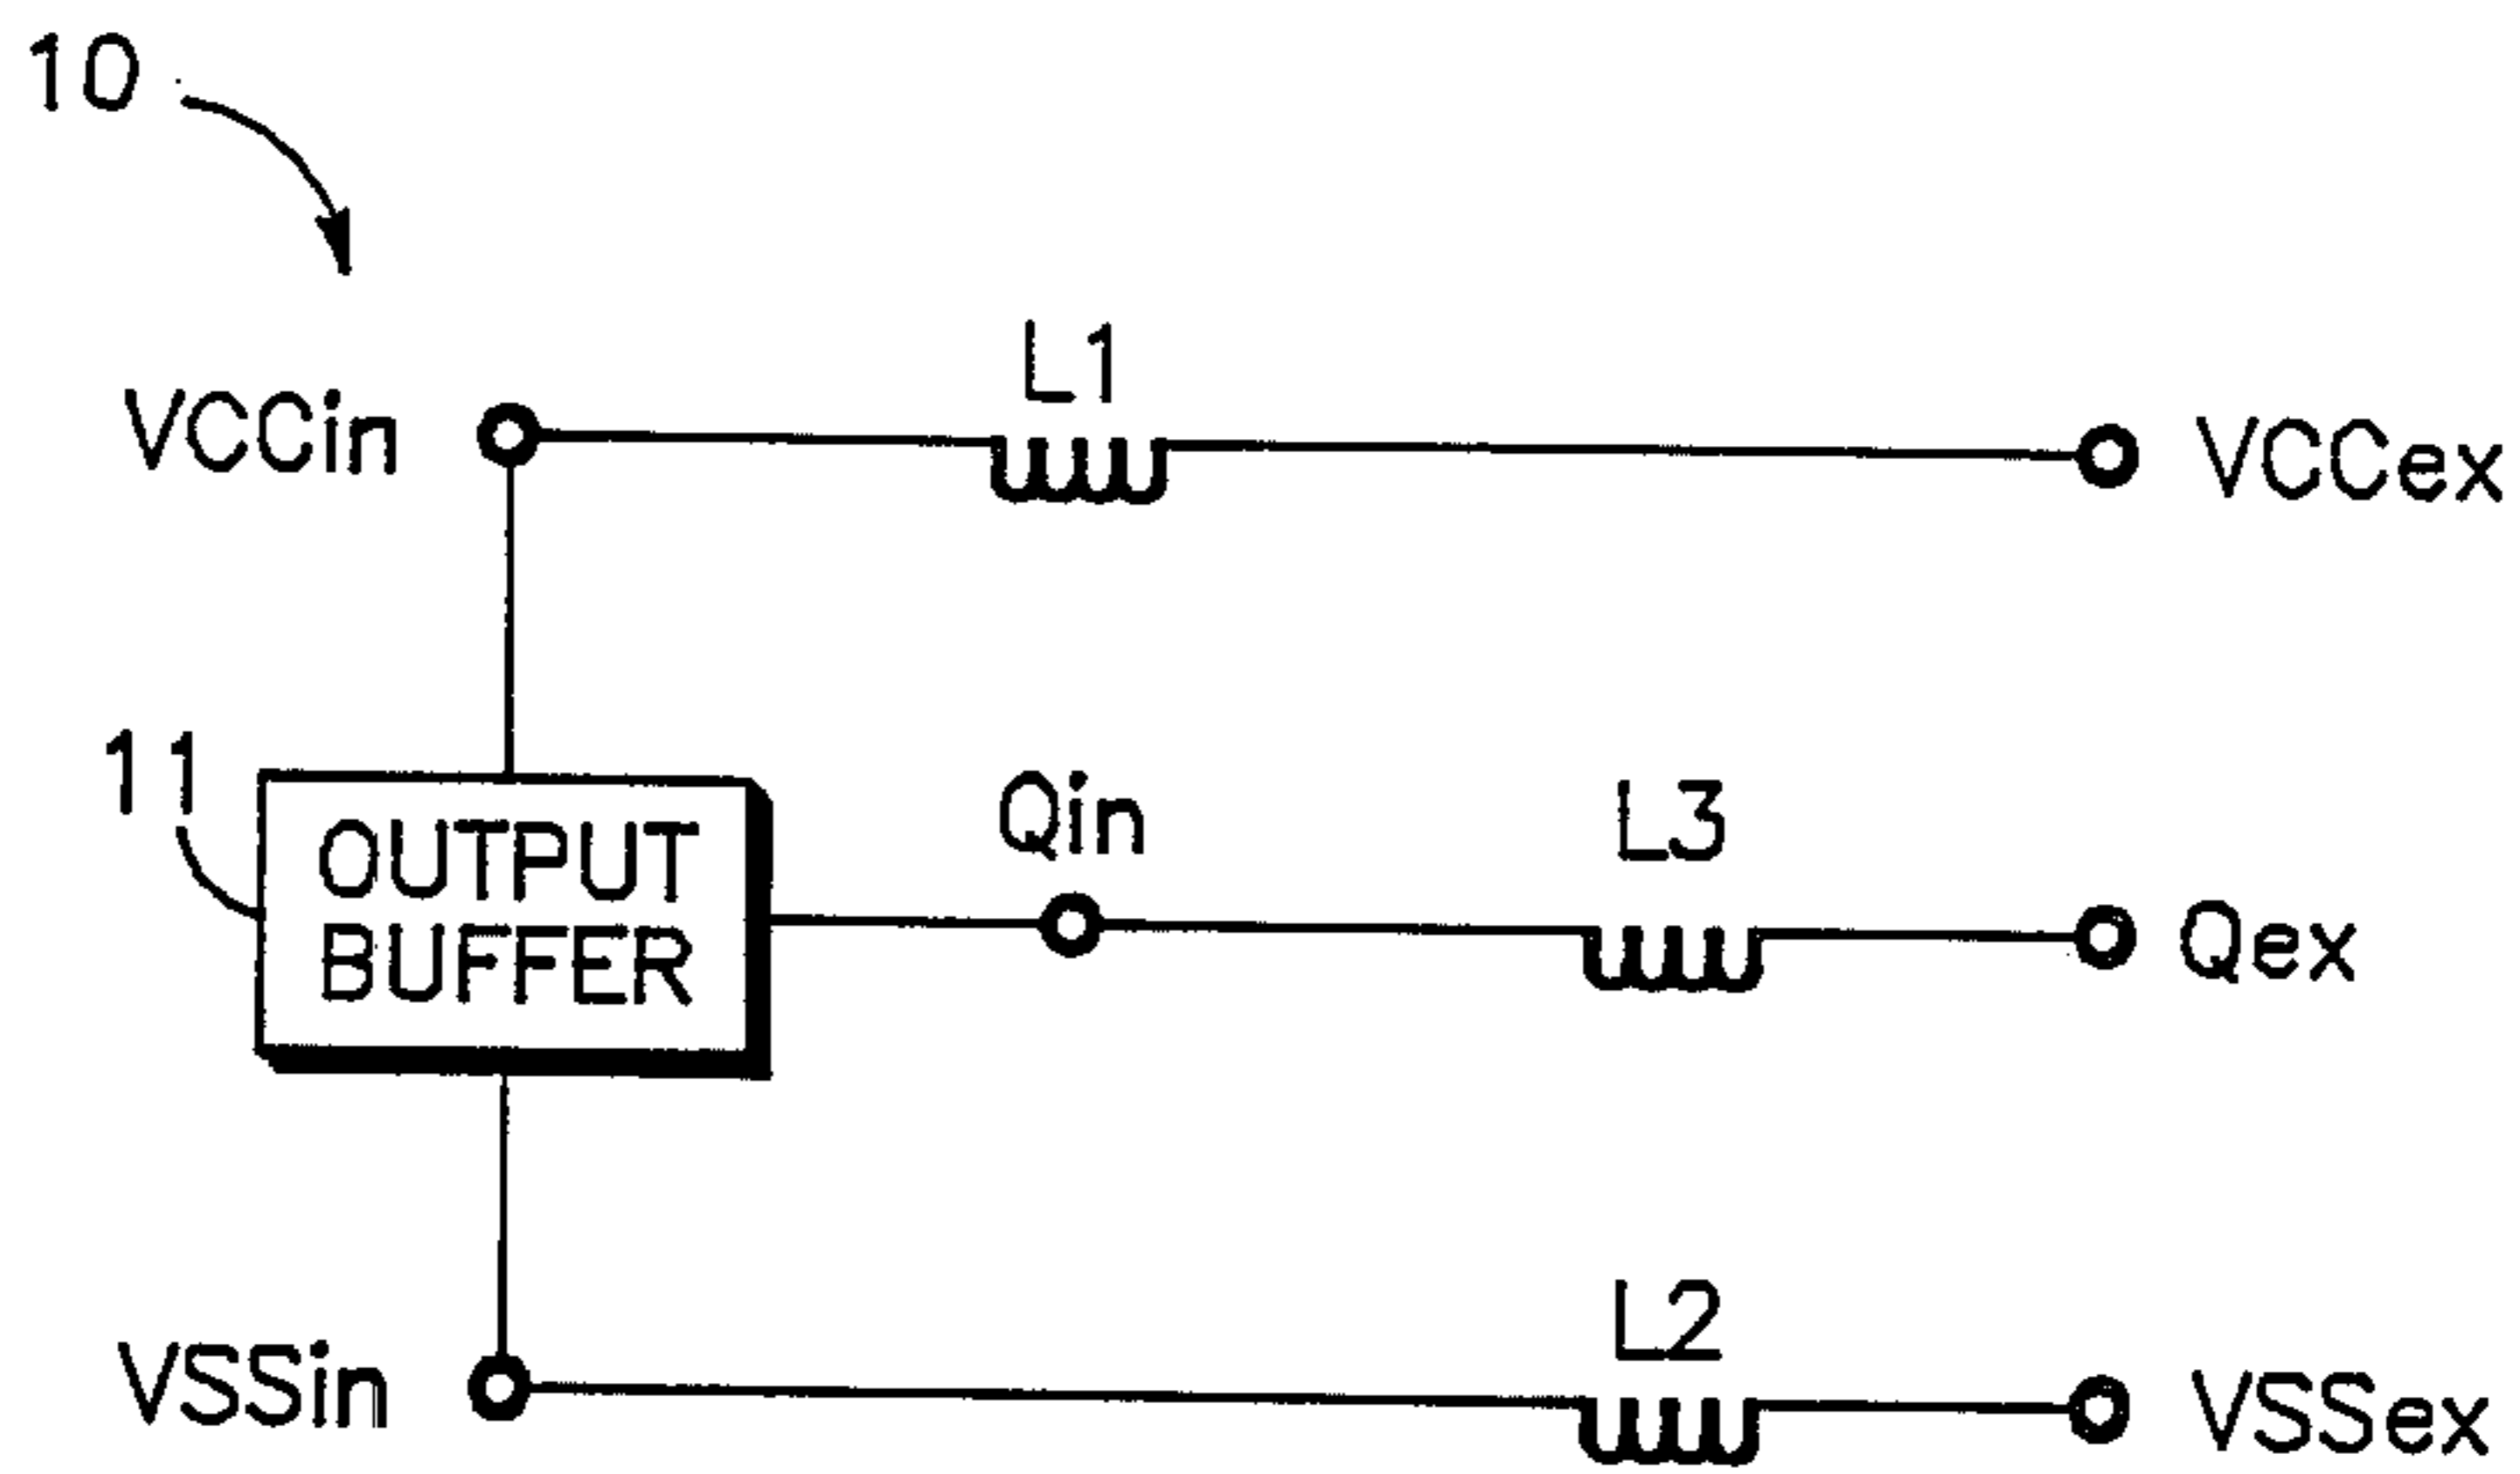 10
L1
VCCin
VCCex
11
OUTPUT
BUFFER
Qin
L3
Qex
L2
VSSin
VSSex